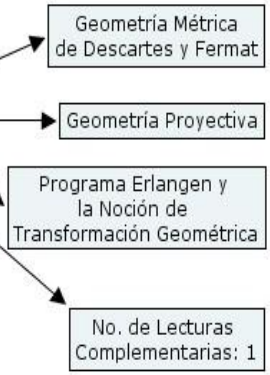 Geometría Métrica
de Descartes y Fermat
Geometría Proyectiva
Programa Erlangen y
la Noción de
Transformación Geométrica
No. de Lecturas
Complementarias: 1